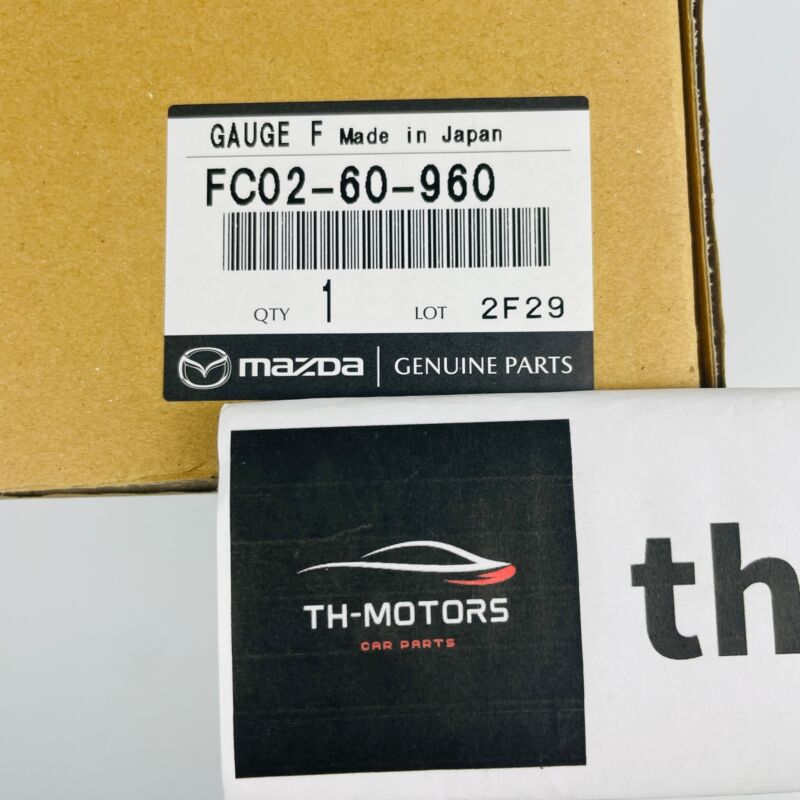 GAUGE F Made in Japan
FC02-60-960
QTY 1 LOT 2F29
mazda GENUINE PARTS
TH-MOTORS
CAR PARTS
th